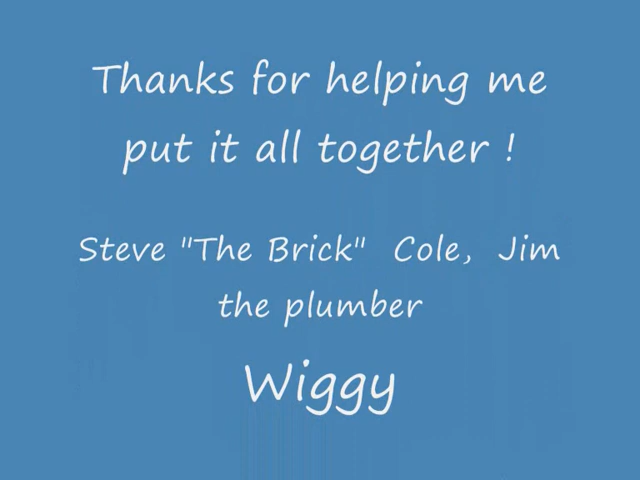 Thanks for helping me
put it all together !
Steve "The Brick" Cole, Jim
the plumber
Wiggy